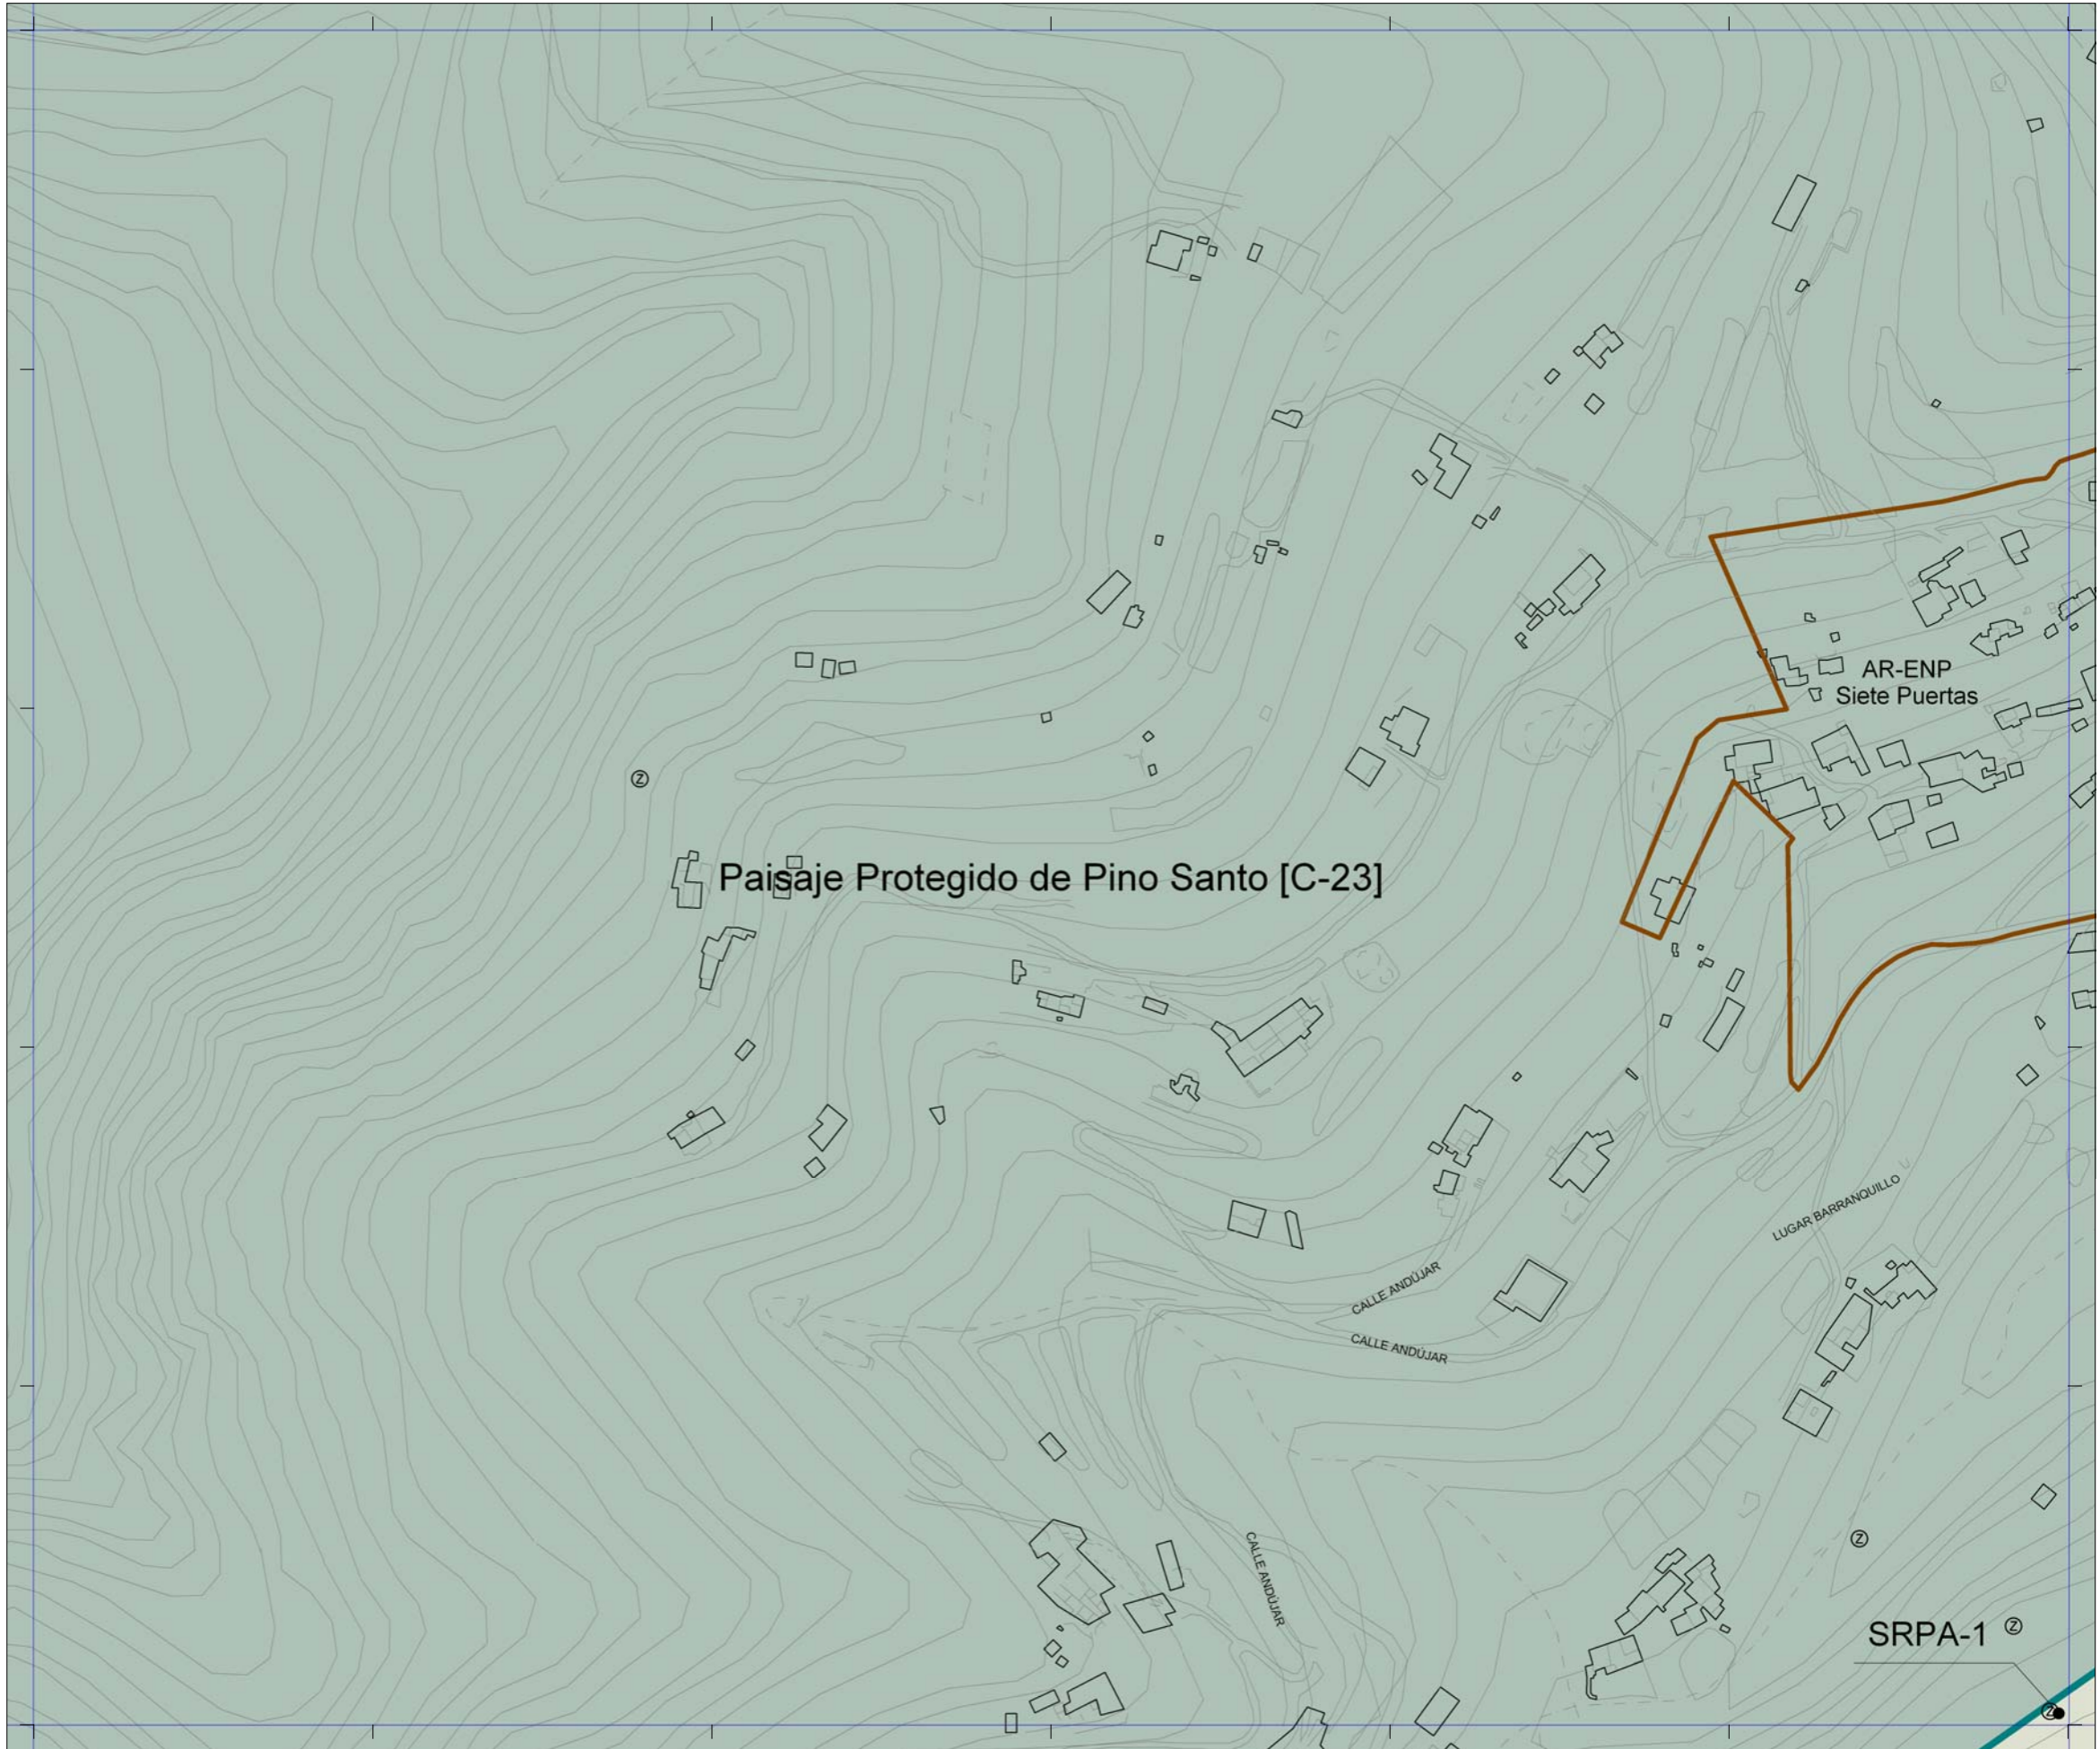 AR-ENP
Siete Puertas
Ⓩ
Paisaje Protegido de Pino Santo [C-23]
LUGAR BARRANQUILLO
CALLE ANDÚJAR
CALLE ANDÚJAR
CALLE ANDÚJAR
Ⓩ
SRPA-1 Ⓩ
Ⓩ